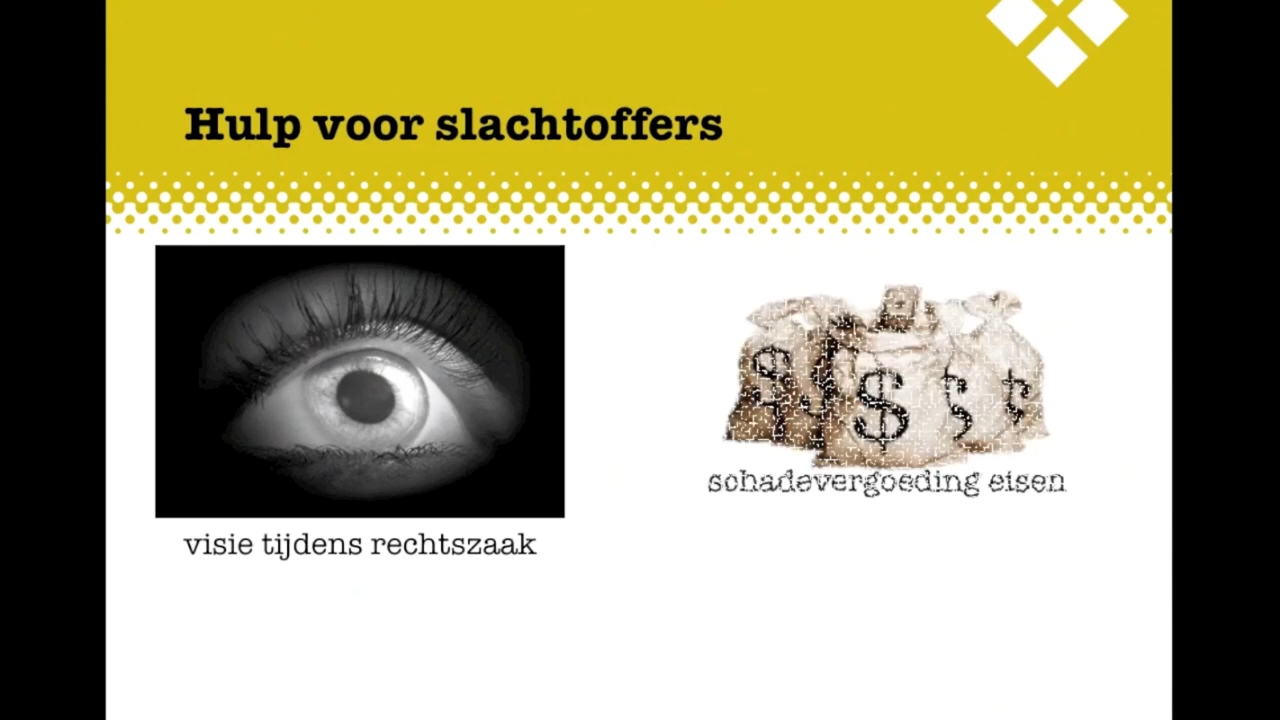 Hulp voor slachtoffers
visie tijdens rechtszaak
schadevergoeding eisen
$ $ $ $ $